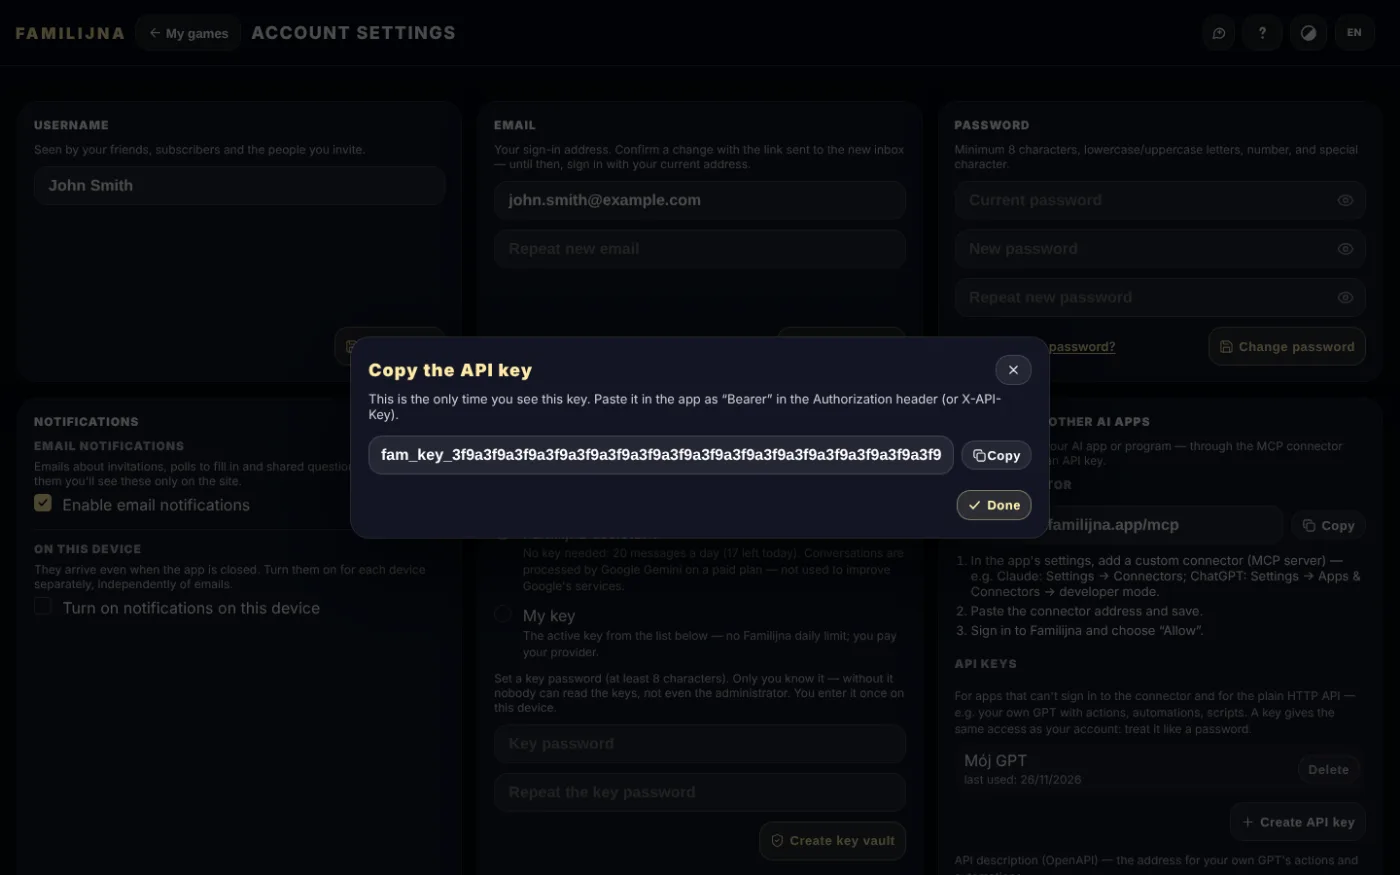 FAMILIJNA
My games
ACCOUNT SETTINGS
?
EN
USERNAME
Seen by your friends, subscribers and the people you invite.
John Smith
EMAIL
Your sign-in address. Confirm a change with the link sent to the new inbox
— until then, sign in with your current address.
john.smith@example.com
Repeat new email
PASSWORD
Minimum 8 characters, lowercase/uppercase letters, number, and special
character.
Current password
New password
Repeat new password
password?
Change password
Copy the API key
This is the only time you see this key. Paste it in the app as “Bearer” in the Authorization header (or X-API-
Key).
fam_key_3f9a3f9a3f9a3f9a3f9a3f9a3f9a3f9a3f9a3f9a3f9a3f9a3f9a3f9a3f9a3f9
Copy
Done
NOTIFICATIONS
EMAIL NOTIFICATIONS
Emails about invitations, polls to fill in and shared question
them you'll see these only on the site.
Enable email notifications
ON THIS DEVICE
They arrive even when the app is closed. Turn them on for each device
separately, independently of emails.
Turn on notifications on this device
No key needed: 20 messages a day (17 left today). Conversations are
processed by Google Gemini on a paid plan — not used to improve
Google's services.
My key
The active key from the list below — no Familijna daily limit; you pay
your provider.
Set a key password (at least 8 characters). Only you know it — without it
nobody can read the keys, not even the administrator. You enter it once on
this device.
Key password
Repeat the key password
Create key vault
OTHER AI APPS
our AI app or program — through the MCP connector
an API key.
TOR
familijna.app/mcp
Copy
1. In the app's settings, add a custom connector (MCP server) —
e.g. Claude: Settings → Connectors; ChatGPT: Settings → Apps &
Connectors → developer mode.
2. Paste the connector address and save.
3. Sign in to Familijna and choose “Allow”.
API KEYS
For apps that can't sign in to the connector and for the plain HTTP API —
e.g. your own GPT with actions, automations, scripts. A key gives the
same access as your account: treat it like a password.
Mój GPT
last used: 26/11/2026
Delete
Create API key
API description (OpenAPI) — the address for your own GPT's actions and